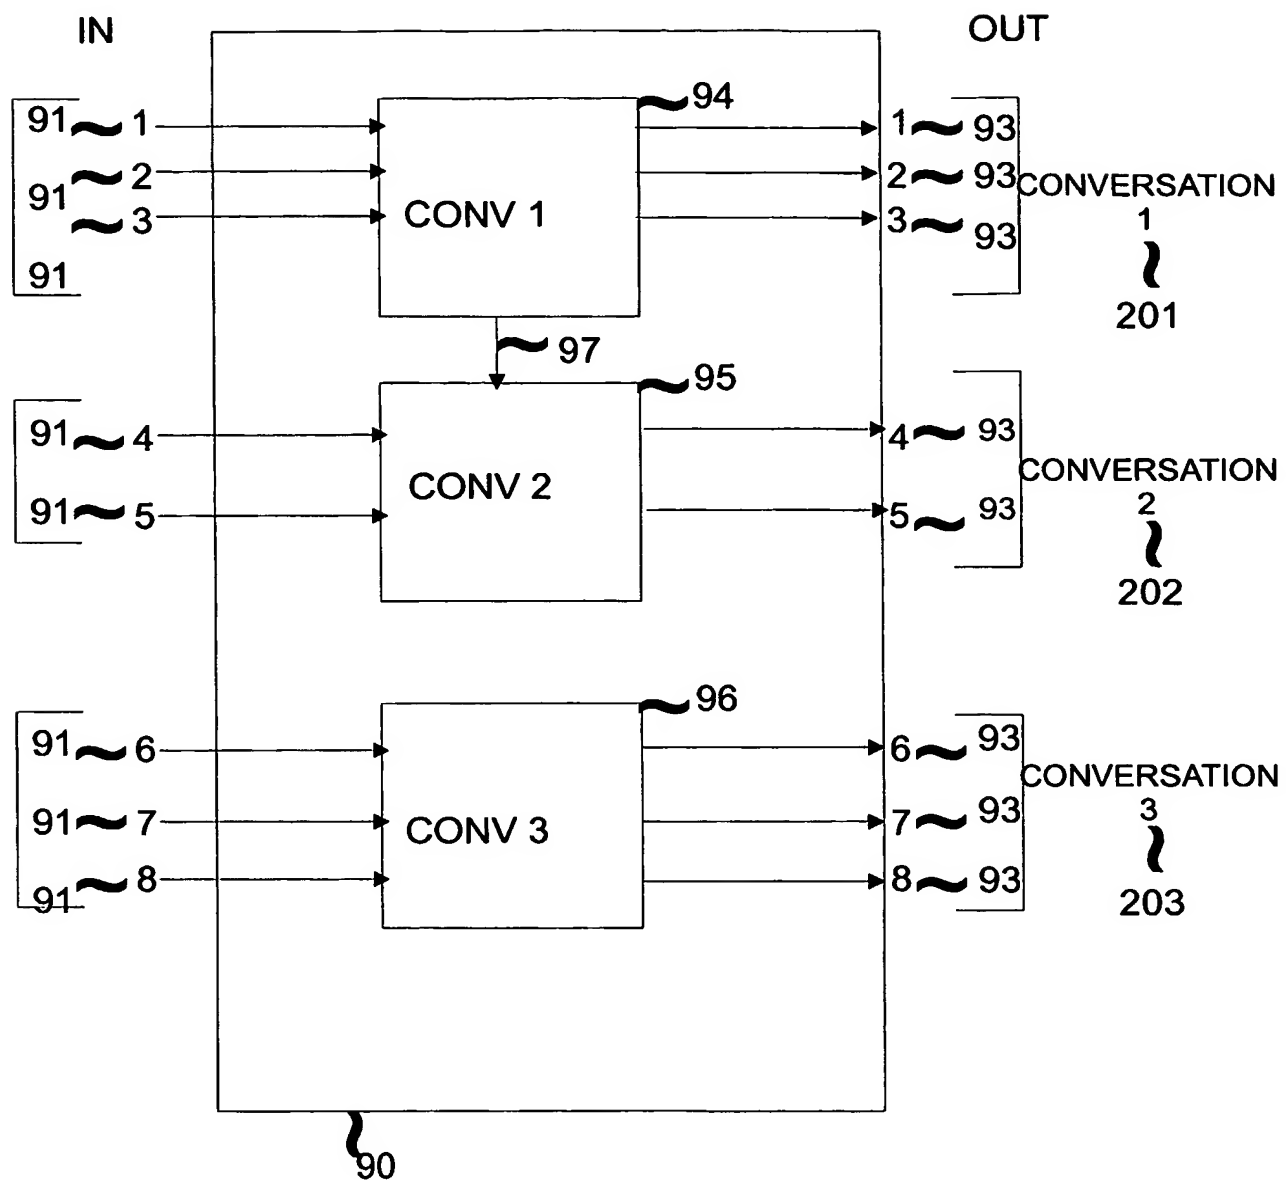 IN OUT
91 1 94 1 93
2 2 93
91 CONVERSATION
3 CONV 1 3 93 1
91
201
97
95
91 4 4 93
CONV 2 CONVERSATION
91 5 5 93 2
202
96
91 6 6 93
CONVERSATION
91 7 CONV 3 7 93 3
91 8 8 93
203
90